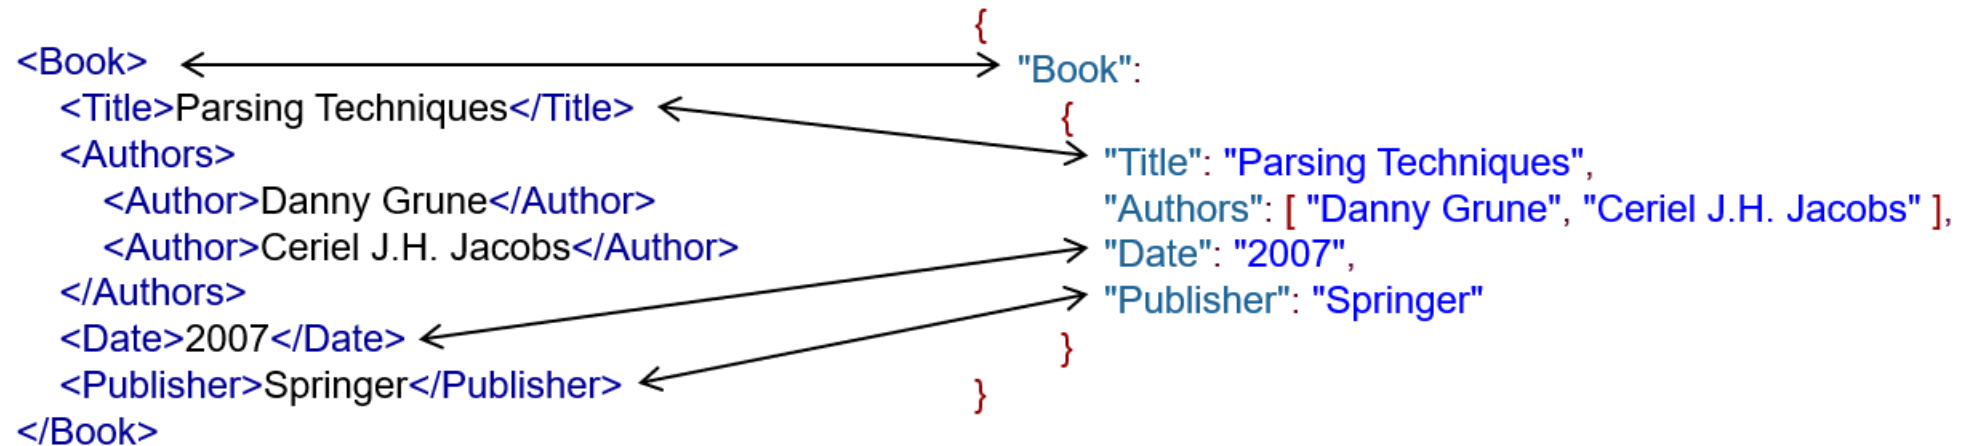 <Book>
<Title>Parsing Techniques</Title>
<Authors>
<Author>Danny Grune</Author>
<Author>Ceriel J.H. Jacobs</Author>
</Authors>
<Date>2007</Date>
<Publisher>Springer</Publisher>
</Book>
{
"Book":
{
"Title": "Parsing Techniques",
"Authors": [ "Danny Grune", "Ceriel J.H. Jacobs" ],
"Date": "2007",
"Publisher": "Springer"
}
}